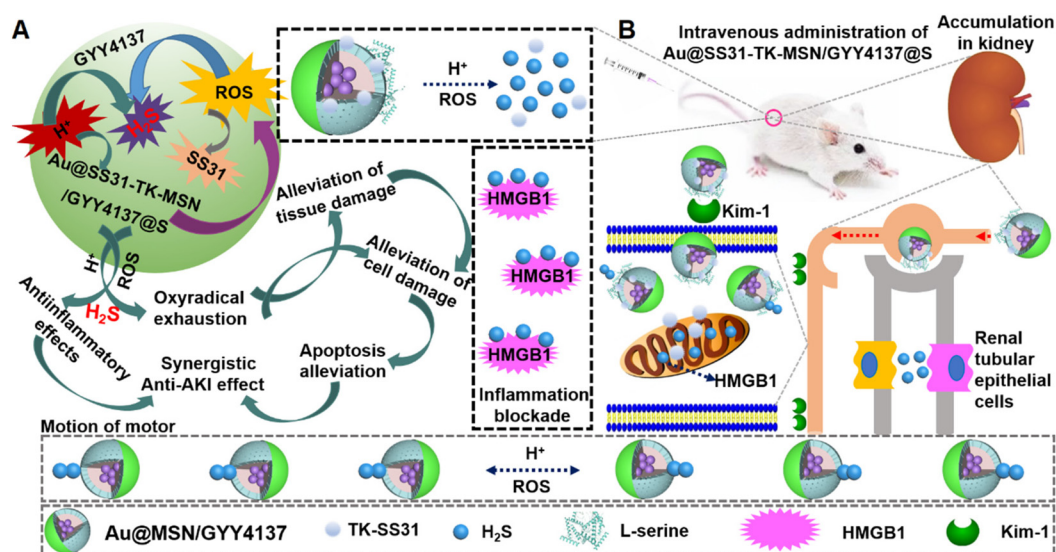 A
GYY4137
H⁺
H₂S
ROS
SS31
Au@SS31-TK-MSN
/GYY4137@S
H⁺
ROS
H₂S
Antiinflammatory
effects
Oxyradical
exhaustion
Synergistic
Anti-AKI effect
Alleviation of
tissue damage
Alleviation of
cell damage
Apoptosis
alleviation
H⁺
ROS
HMGB1
HMGB1
HMGB1
Inflammation
blockade
B
Intravenous administration of
Au@SS31-TK-MSN/GYY4137@S
Accumulation
in kidney
Kim-1
HMGB1
Renal
tubular
epithelial
cells
Motion of motor
H⁺
ROS
Au@MSN/GYY4137
TK-SS31
H₂S
L-serine
HMGB1
Kim-1